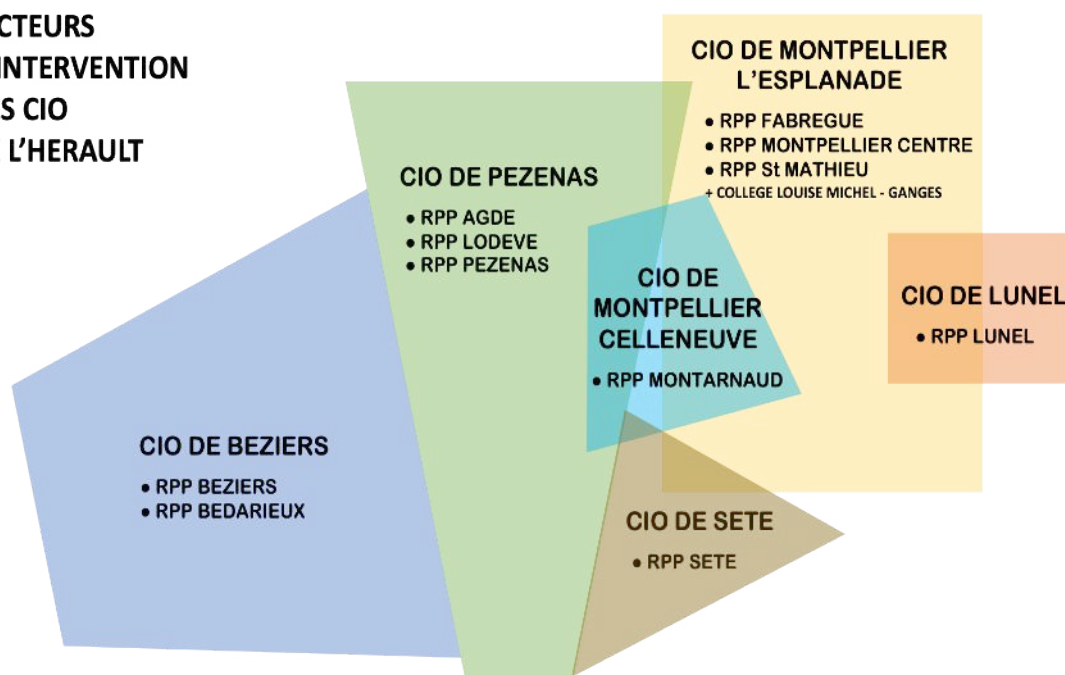 CTEURS
INTERVENTION
S CIO
L'HERAULT
CIO DE MONTPELLIER
L'ESPLANADE
• RPP FABREGUE
• RPP MONTPELLIER CENTRE
• RPP St MATHIEU
+ COLLEGE LOUISE MICHEL - GANGES
CIO DE PEZENAS
• RPP AGDE
• RPP LODEVE
• RPP PEZENAS
CIO DE
MONTPELLIER
CELLENEUVE
• RPP MONTARNAUD
CIO DE LUNEL
• RPP LUNEL
CIO DE BEZIERS
• RPP BEZIERS
• RPP BEDARIEUX
CIO DE SETE
• RPP SETE